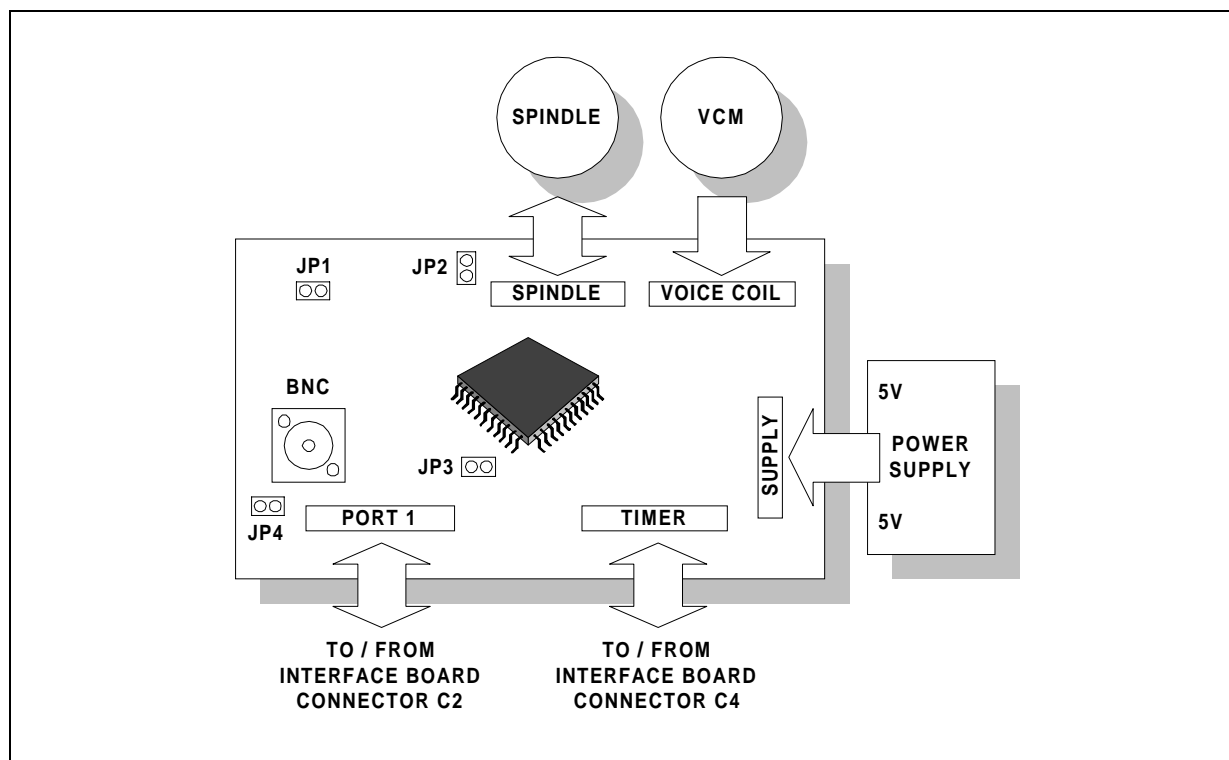 SPINDLE
VCM
JP1
JP2
SPINDLE
VOICE COIL
BNC
5V
POWER
SUPPLY
5V
SUPPLY
JP3
JP4
PORT 1
TIMER
TO / FROM
INTERFACE BOARD
CONNECTOR C2
TO / FROM
INTERFACE BOARD
CONNECTOR C4